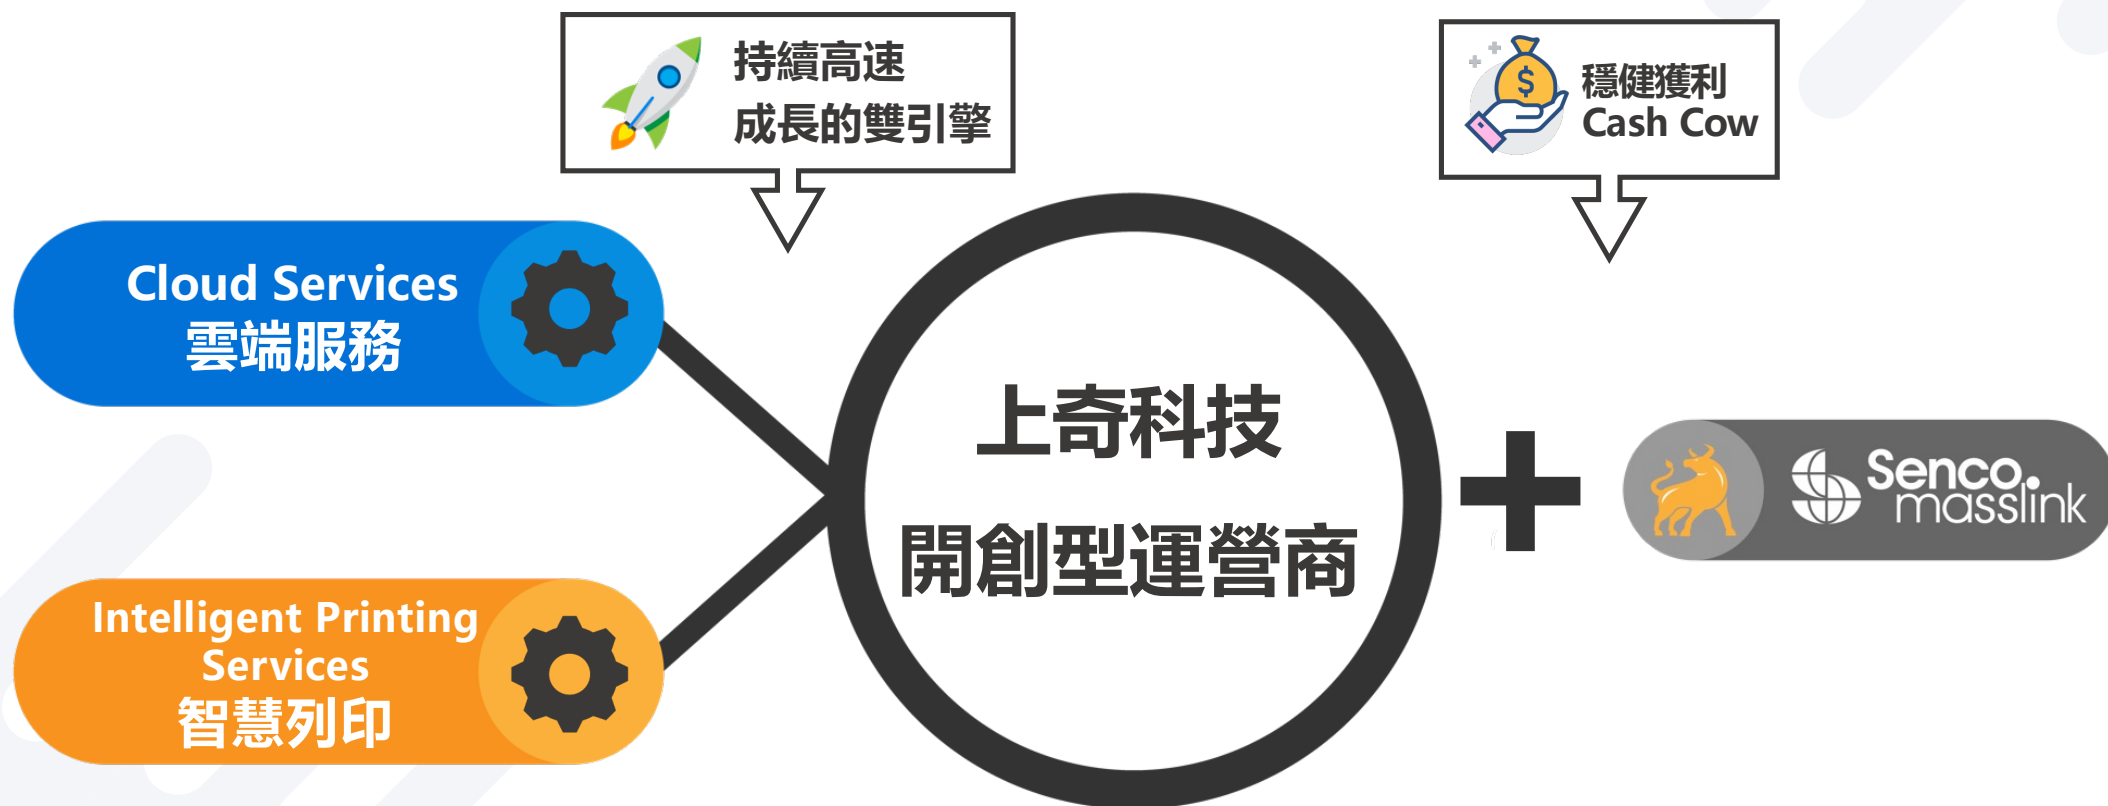 持續高速
成長的雙引擎
穩健獲利
Cash Cow
Cloud Services
雲端服務
上奇科技
開創型運營商
Senco
masslink
Intelligent Printing
Services
智慧列印